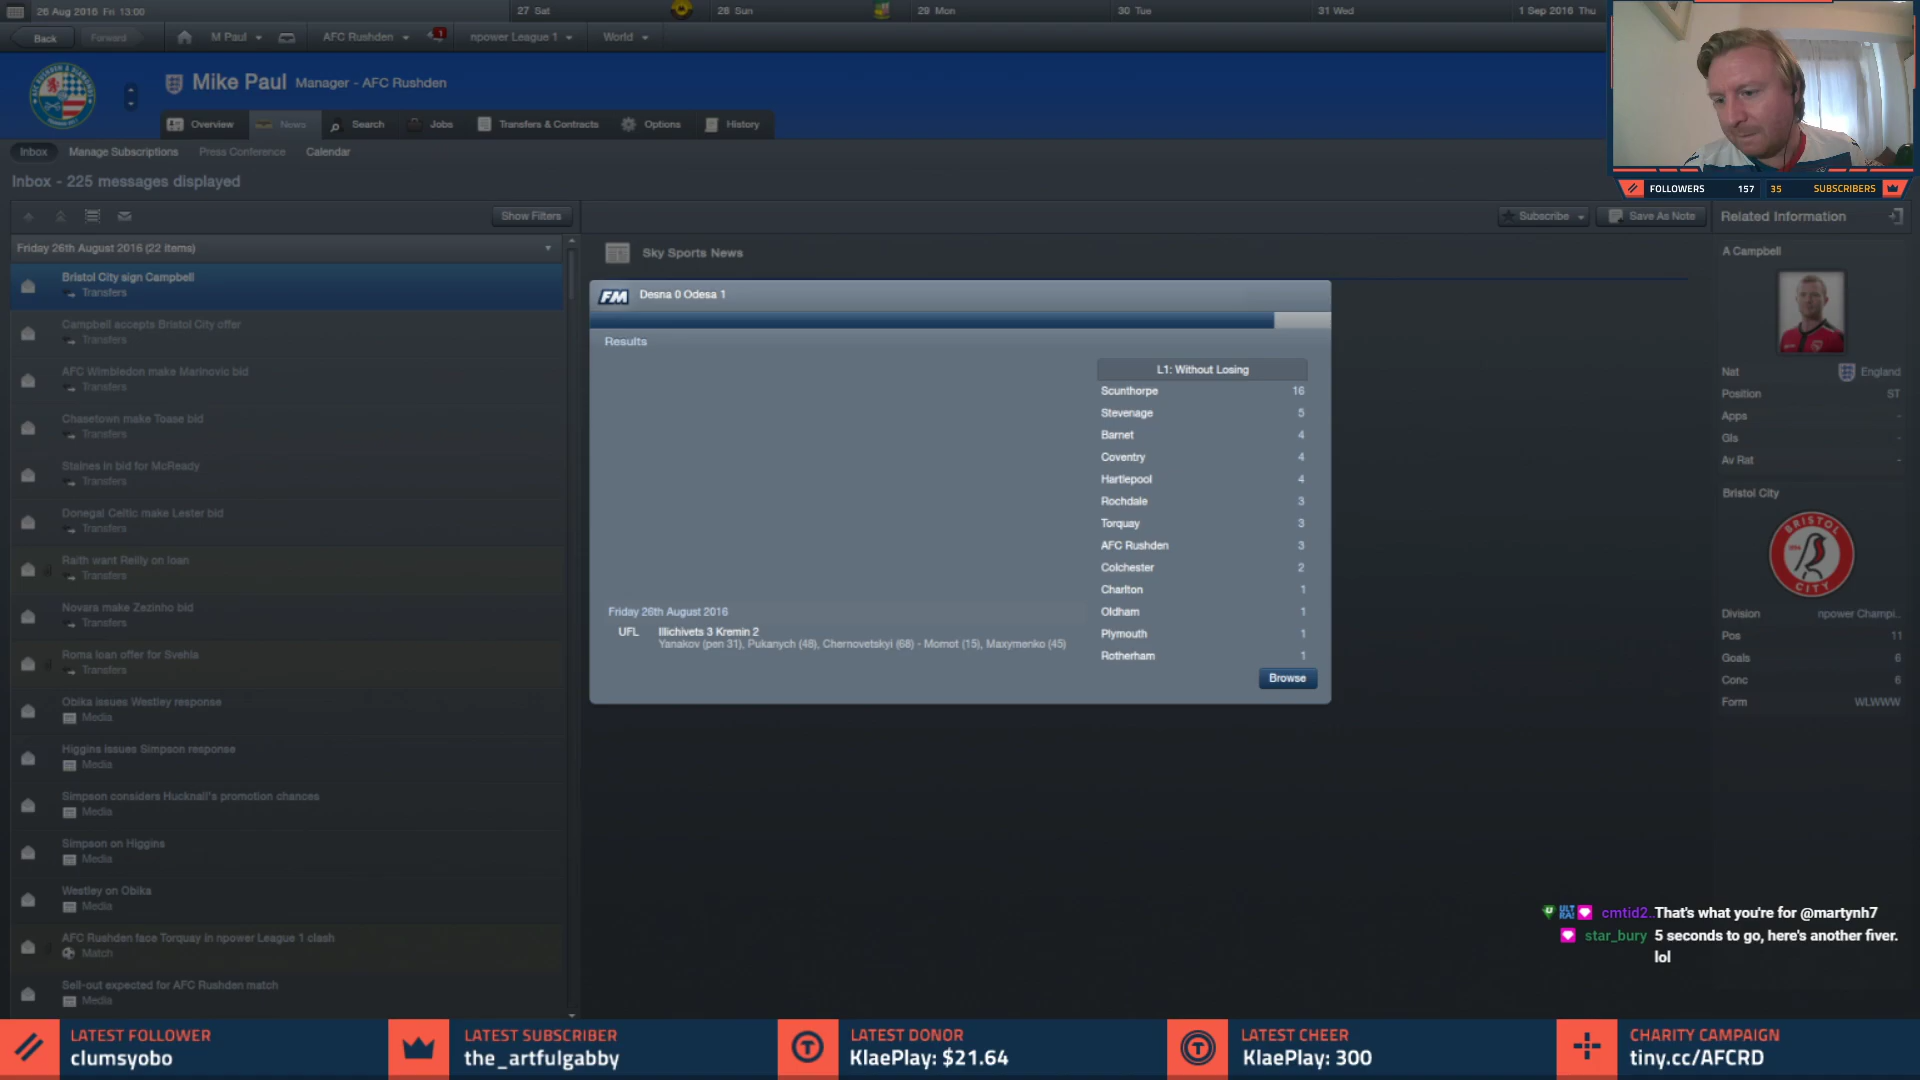 26 Aug 2016 Fri 13:00
27 Sat
28 Sun
29 Mon
30 Tue
31 Wed
1 Sep 2016 Thu
Back
Forward
M Paul
AFC Rushden
1
npower League 1
World
Mike Paul Manager - AFC Rushden
Overview
News
Search
Jobs
Transfers & Contracts
Options
History
Inbox
Manage Subscriptions
Press Conference
Calendar
FOLLOWERS 157
35 SUBSCRIBERS
Inbox - 225 messages displayed
Show Filters
Subscribe
Save As Note
Related Information
Friday 26th August 2016 (22 items)
Bristol City sign Campbell
Transfers
Campbell accepts Bristol City offer
Transfers
AFC Wimbledon make Marinovic bid
Transfers
Chasetown make Toase bid
Transfers
Staines in bid for McReady
Transfers
Donegal Celtic make Lester bid
Transfers
Raith want Reilly on loan
Transfers
Novara make Zezinho bid
Transfers
Roma loan offer for Svehla
Transfers
Obika issues Westley response
Media
Higgins issues Simpson response
Media
Simpson considers Hucknall's promotion chances
Media
Simpson on Higgins
Media
Westley on Obika
Media
AFC Rushden face Torquay in npower League 1 clash
Match
Sell-out expected for AFC Rushden match
Media
Sky Sports News
FM Desna 0 Odesa 1
Results
L1: Without Losing
Scunthorpe 16
Stevenage 5
Barnet 4
Coventry 4
Hartlepool 4
Rochdale 3
Torquay 3
AFC Rushden 3
Colchester 2
Charlton 1
Oldham 1
Plymouth 1
Rotherham 1
Friday 26th August 2016
UFL Illichivets 3 Kremin 2
Yanakov (pen 31), Pukanych (48), Chernovetskyi (68) - Mornot (15), Maxymenko (45)
Browse
A Campbell
Nat England
Position ST
Apps -
Gls -
Av Rat -
Bristol City
BRISTOL
CITY
Division npower Champi..
Pos 11
Goals 6
Conc 6
Form WLWWW
cmtid2.. That's what you're for @martynh7
star_bury 5 seconds to go, here's another fiver.
lol
LATEST FOLLOWER
clumsyobo
LATEST SUBSCRIBER
the_artfulgabby
LATEST DONOR
KlaePlay: $21.64
LATEST CHEER
KlaePlay: 300
CHARITY CAMPAIGN
tiny.cc/AFCRD